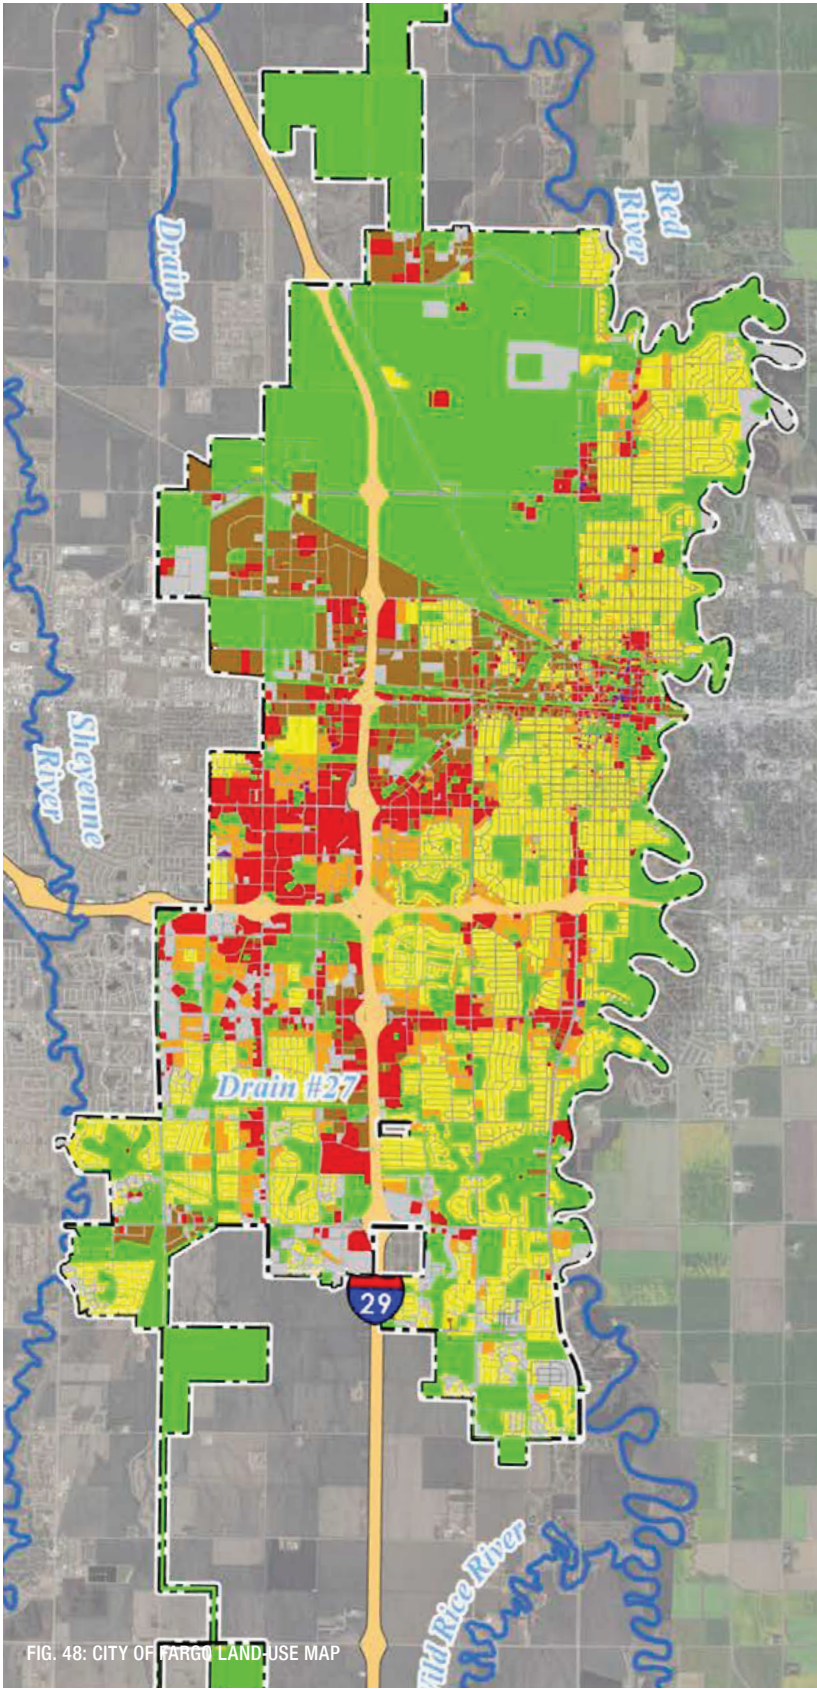 Red
River
Drain 40
Sheyenne
River
Drain #27
29
Wild Rice River
FIG. 48: CITY OF FARGO LAND-USE MAP